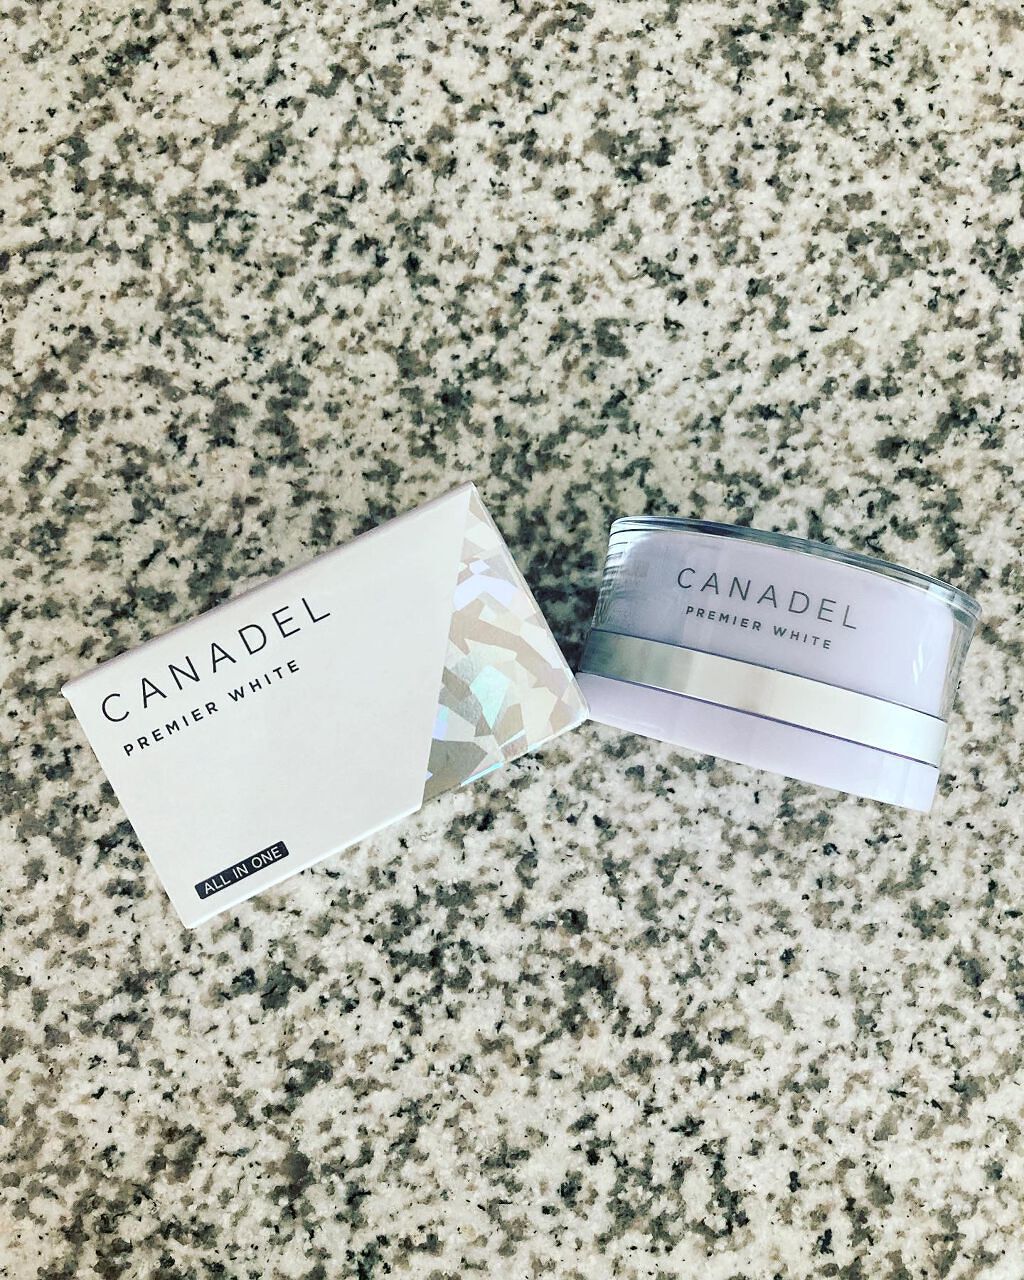 CANADEL
PREMIER WHITE
ALL IN ONE
CANADEL
PREMIER WHITE